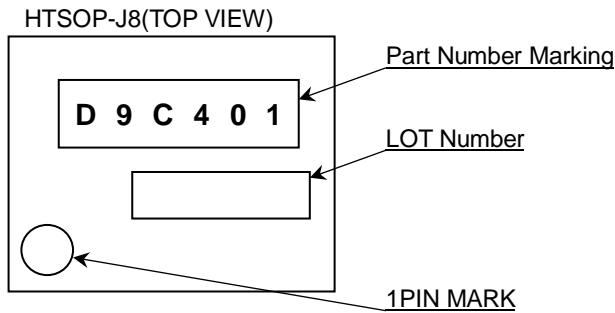 HTSOP-J8(TOP VIEW)
Part Number Marking
D 9 C 4 0 1
LOT Number
1PIN MARK